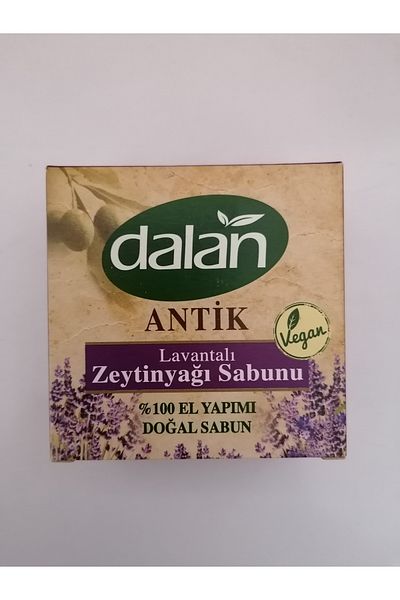 dalan
ANTİK
Vegan
Lavantalı
Zeytinyağı Sabunu
%100 EL YAPIMI
DOĞAL SABUN